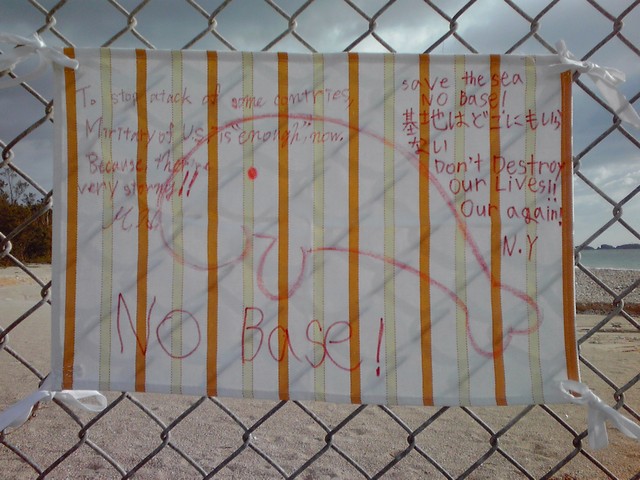 To stop atack of some contries,
Miritary of US, is "enough", now.
Because, they're
very strong!!
save the sea
NO Base!
基地はどこにもいら
ない
Don't Destroy
Our Lives!!
Our again!
N.Y
NO Base!